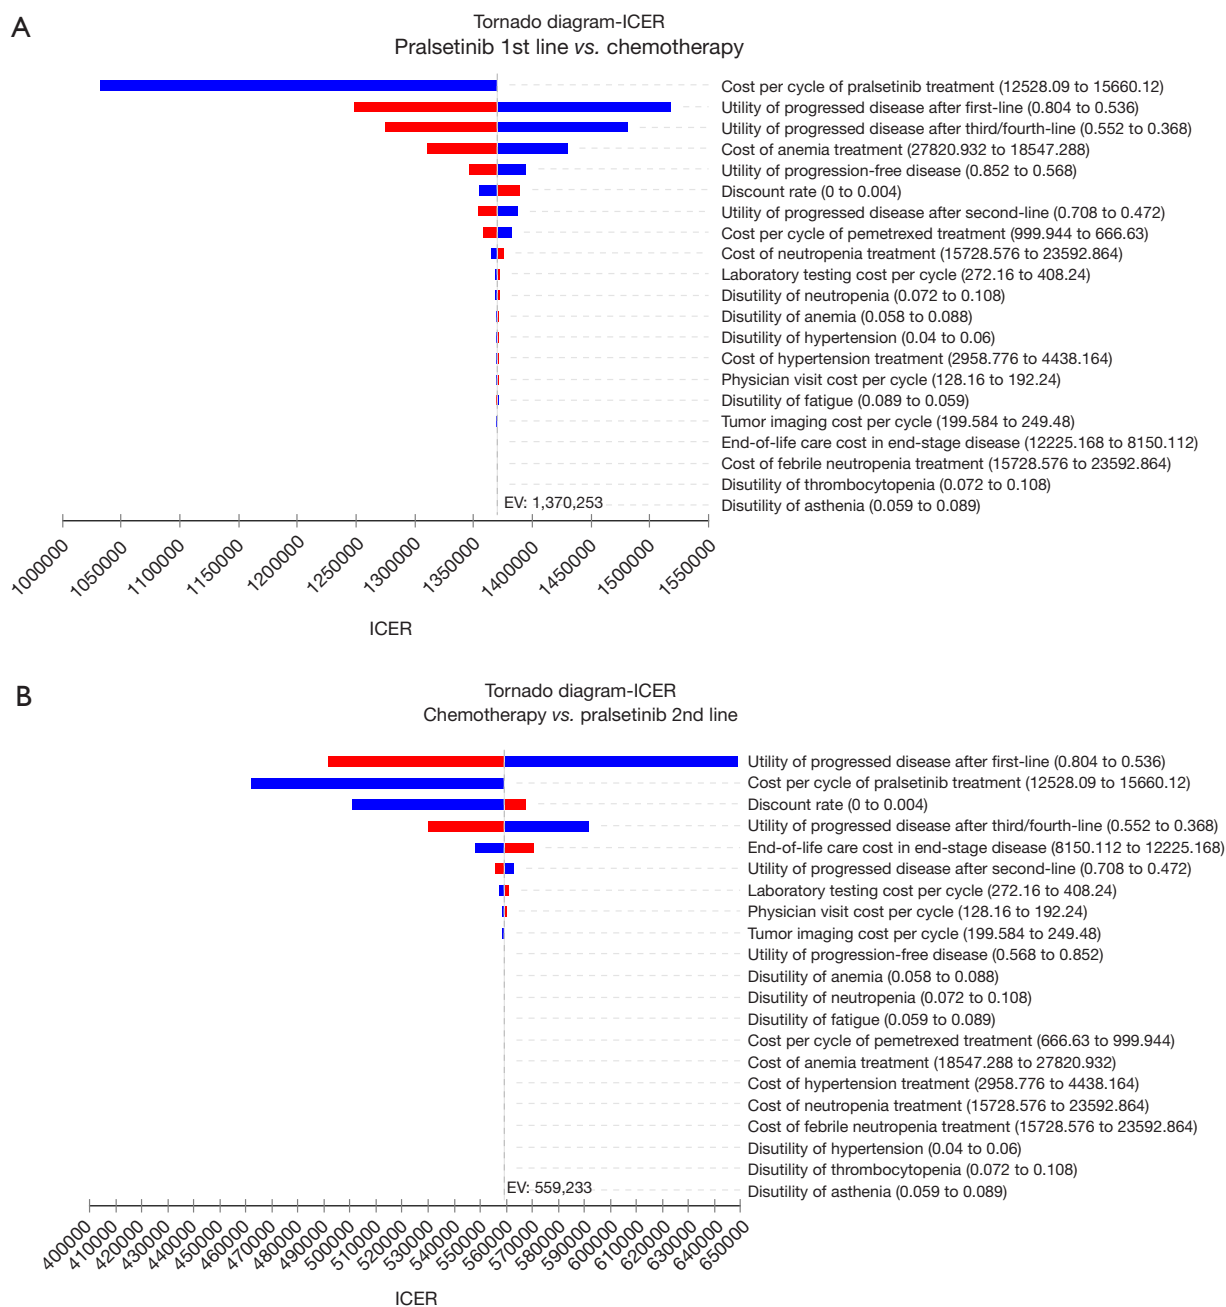 A
Tornado diagram-ICER
Pralsetinib 1st line vs. chemotherapy
Cost per cycle of pralsetinib treatment (12528.09 to 15660.12)
Utility of progressed disease after first-line (0.804 to 0.536)
Utility of progressed disease after third/fourth-line (0.552 to 0.368)
Cost of anemia treatment (27820.932 to 18547.288)
Utility of progression-free disease (0.852 to 0.568)
Discount rate (0 to 0.004)
Utility of progressed disease after second-line (0.708 to 0.472)
Cost per cycle of pemetrexed treatment (999.944 to 666.63)
Cost of neutropenia treatment (15728.576 to 23592.864)
Laboratory testing cost per cycle (272.16 to 408.24)
Disutility of neutropenia (0.072 to 0.108)
Disutility of anemia (0.058 to 0.088)
Disutility of hypertension (0.04 to 0.06)
Cost of hypertension treatment (2958.776 to 4438.164)
Physician visit cost per cycle (128.16 to 192.24)
Disutility of fatigue (0.089 to 0.059)
Tumor imaging cost per cycle (199.584 to 249.48)
End-of-life care cost in end-stage disease (12225.168 to 8150.112)
Cost of febrile neutropenia treatment (15728.576 to 23592.864)
Disutility of thrombocytopenia (0.072 to 0.108)
EV: 1,370,253
Disutility of asthenia (0.059 to 0.089)
1000000 1050000 1100000 1150000 1200000 1250000 1300000 1350000 1400000 1450000 1500000 1550000
ICER
B
Tornado diagram-ICER
Chemotherapy vs. pralsetinib 2nd line
Utility of progressed disease after first-line (0.804 to 0.536)
Cost per cycle of pralsetinib treatment (12528.09 to 15660.12)
Discount rate (0 to 0.004)
Utility of progressed disease after third/fourth-line (0.552 to 0.368)
End-of-life care cost in end-stage disease (8150.112 to 12225.168)
Utility of progressed disease after second-line (0.708 to 0.472)
Laboratory testing cost per cycle (272.16 to 408.24)
Physician visit cost per cycle (128.16 to 192.24)
Tumor imaging cost per cycle (199.584 to 249.48)
Utility of progression-free disease (0.568 to 0.852)
Disutility of anemia (0.058 to 0.088)
Disutility of neutropenia (0.072 to 0.108)
Disutility of fatigue (0.059 to 0.089)
Cost per cycle of pemetrexed treatment (666.63 to 999.944)
Cost of anemia treatment (18547.288 to 27820.932)
Cost of hypertension treatment (2958.776 to 4438.164)
Cost of neutropenia treatment (15728.576 to 23592.864)
Cost of febrile neutropenia treatment (15728.576 to 23592.864)
Disutility of hypertension (0.04 to 0.06)
Disutility of thrombocytopenia (0.072 to 0.108)
EV: 559,233
Disutility of asthenia (0.059 to 0.089)
400000 410000 420000 430000 440000 450000 460000 470000 480000 490000 500000 510000 520000 530000 540000 550000 560000 570000 580000 590000 600000 610000 620000 630000 640000 650000
ICER